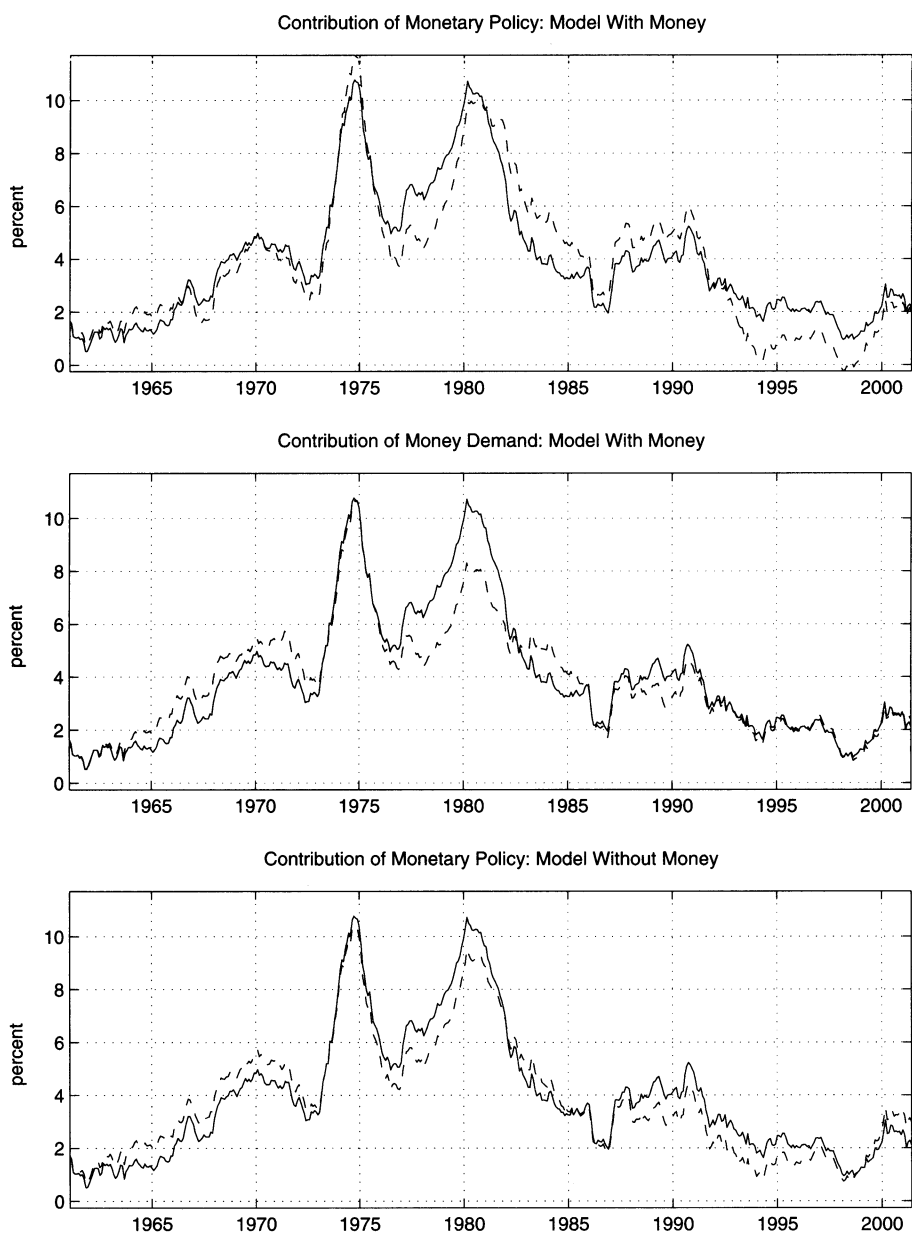 Contribution of Monetary Policy: Model With Money
percent
10
8
6
4
2
0
1965 1970 1975 1980 1985 1990 1995 2000
Contribution of Money Demand: Model With Money
percent
10
8
6
4
2
0
1965 1970 1975 1980 1985 1990 1995 2000
Contribution of Monetary Policy: Model Without Money
percent
10
8
6
4
2
0
1965 1970 1975 1980 1985 1990 1995 2000